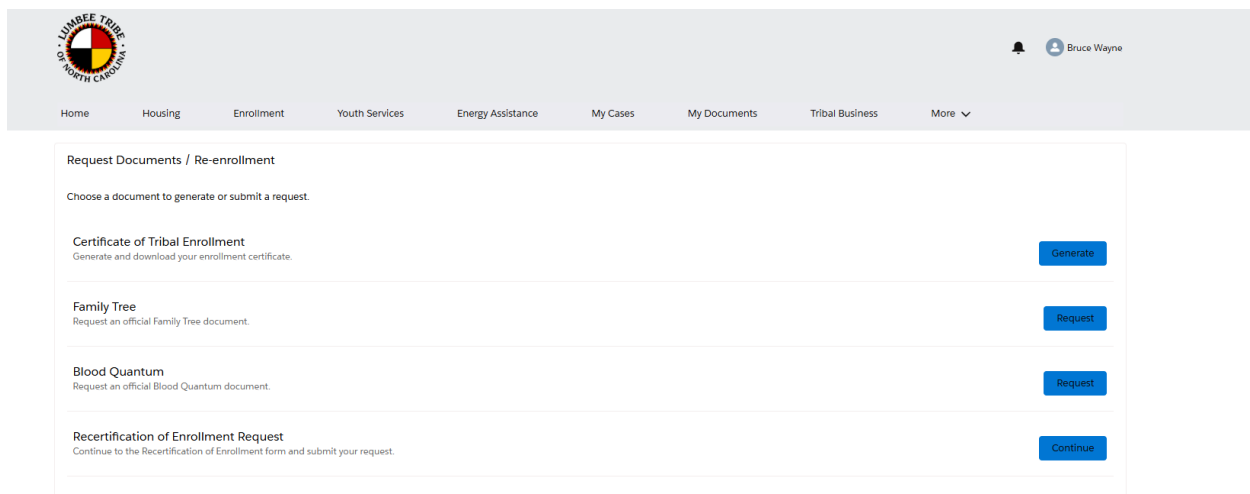 LUMBEE TRIBE
OF NORTH CAROLINA
Bruce Wayne
Home Housing Enrollment Youth Services Energy Assistance My Cases My Documents Tribal Business More
Request Documents / Re-enrollment
Choose a document to generate or submit a request.
Certificate of Tribal Enrollment
Generate and download your enrollment certificate.
Generate
Family Tree
Request an official Family Tree document.
Request
Blood Quantum
Request an official Blood Quantum document.
Request
Recertification of Enrollment Request
Continue to the Recertification of Enrollment form and submit your request.
Continue